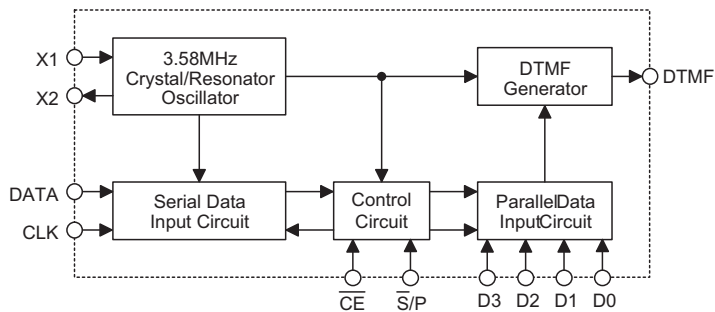 X1
X2
3.58MHz
Crystal/Resonator
Oscillator
DTMF
Generator
DTMF
DATA
CLK
Serial Data
Input Circuit
Control
Circuit
ParallelData
InputCircuit
C̅E̅
S̅/P
D3
D2
D1
D0